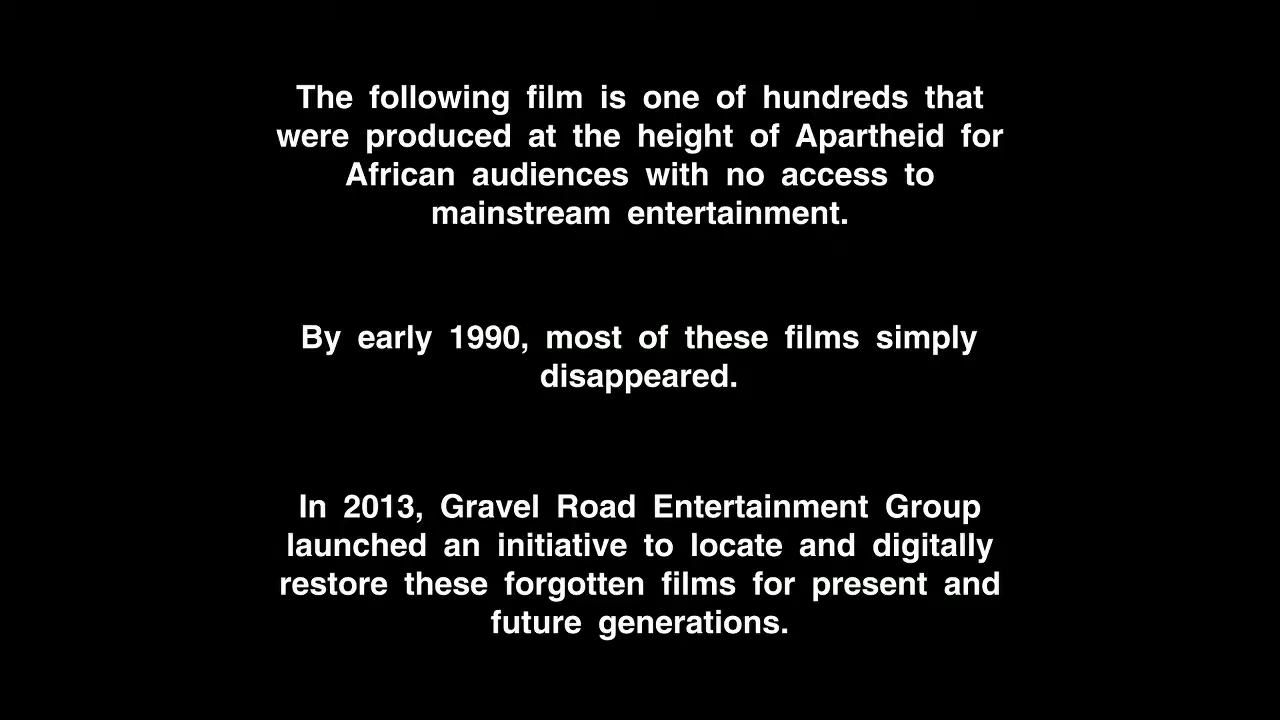 The following film is one of hundreds that
were produced at the height of Apartheid for
African audiences with no access to
mainstream entertainment.
By early 1990, most of these films simply
disappeared.
In 2013, Gravel Road Entertainment Group
launched an initiative to locate and digitally
restore these forgotten films for present and
future generations.